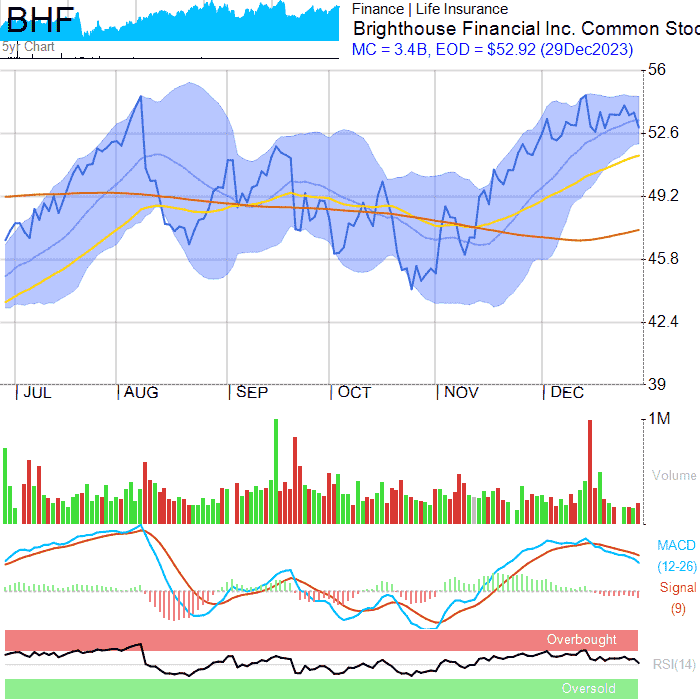 BHF
5yr Chart
Finance | Life Insurance
Brighthouse Financial Inc. Common Stoc
MC = 3.4B, EOD = $52.92 (29Dec2023)
56
52.6
49.2
45.8
42.4
39
JUL AUG SEP OCT NOV DEC
1M
Volume
MACD
(12-26)
Signal
(9)
Overbought
RSI(14)
Oversold